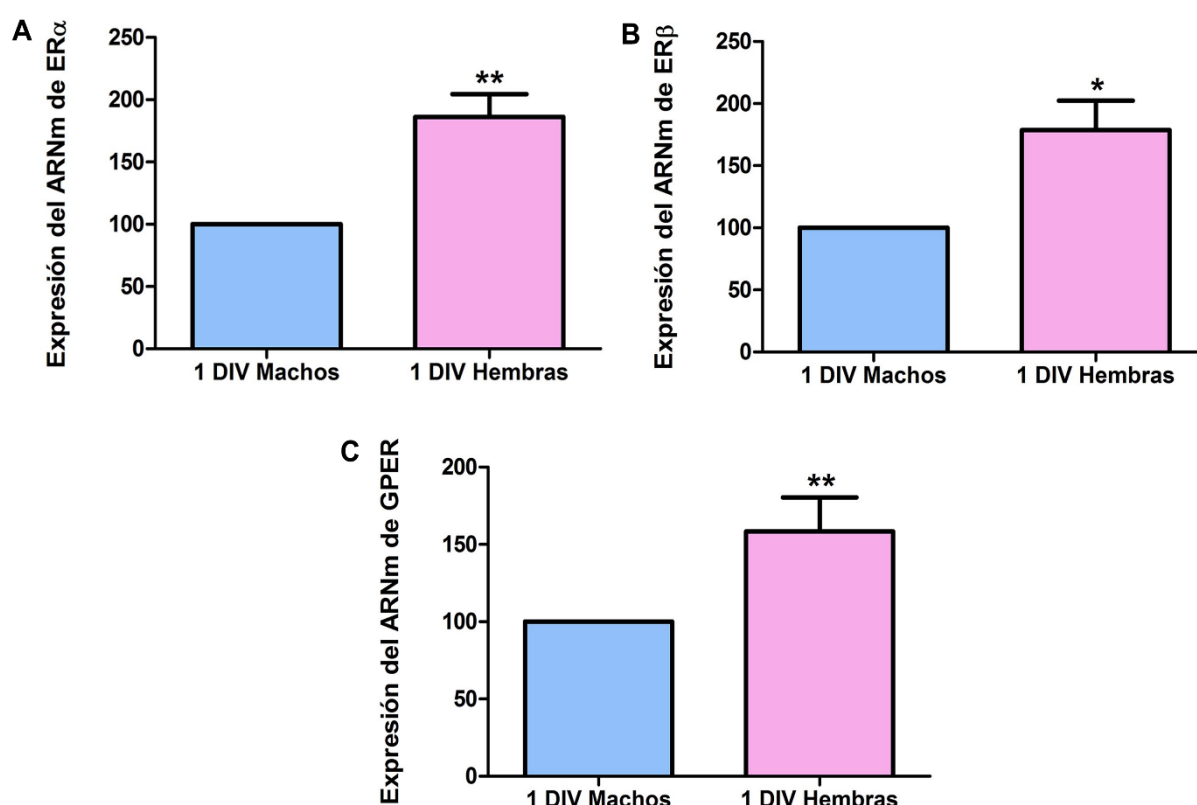 A
Expresión del ARNm de ERα
250
200
150
100
50
0
**
1 DIV Machos
1 DIV Hembras
B
Expresión del ARNm de ERβ
250
200
150
100
50
0
*
1 DIV Machos
1 DIV Hembras
C
Expresión del ARNm de GPER
200
150
100
50
0
**
1 DIV Machos
1 DIV Hembras